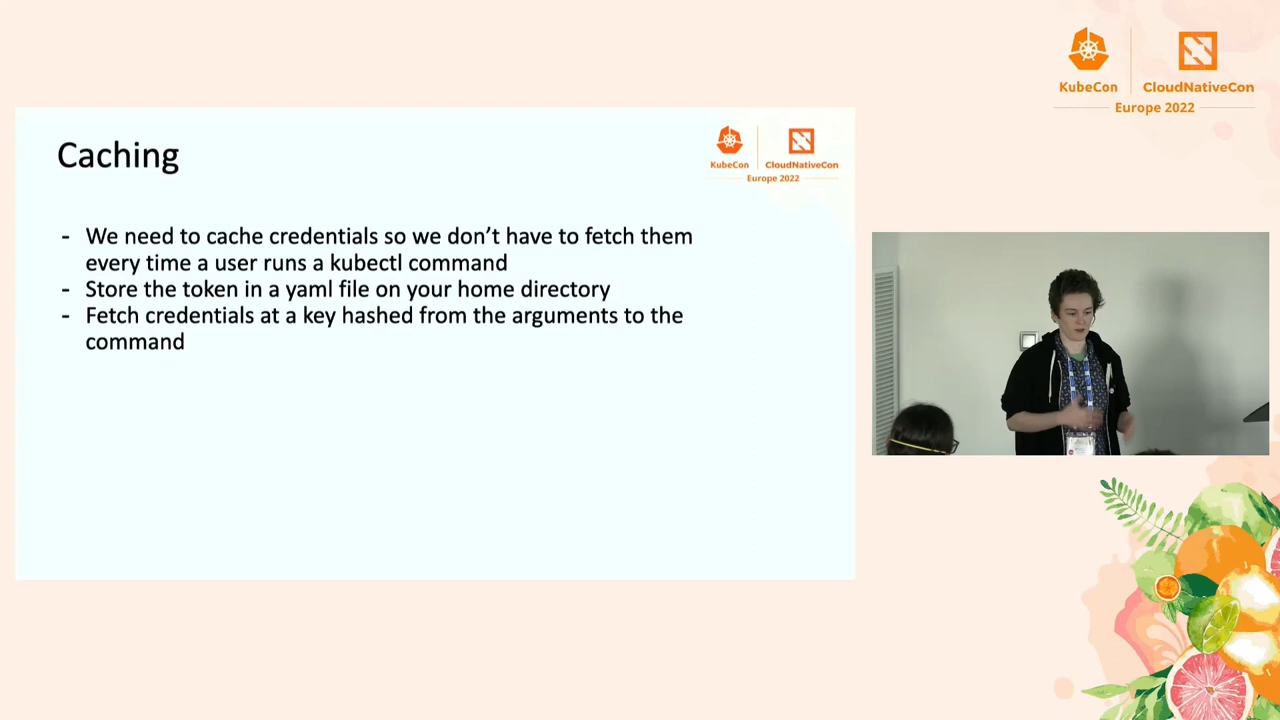 KubeCon
CloudNativeCon
Europe 2022
Caching
KubeCon
CloudNativeCon
Europe 2022
- We need to cache credentials so we don’t have to fetch them
every time a user runs a kubectl command
- Store the token in a yaml file on your home directory
- Fetch credentials at a key hashed from the arguments to the
command